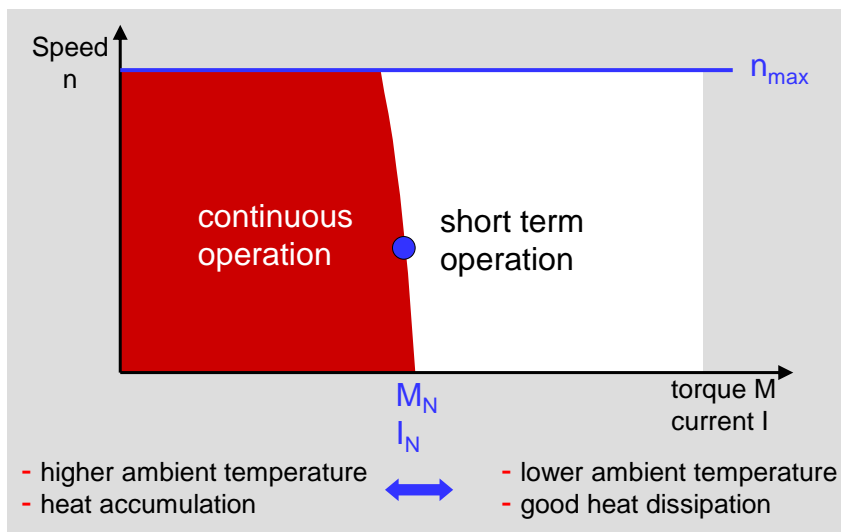 Speed
n
n_max
continuous
operation
short term
operation
M_N
I_N
torque M
current I
- higher ambient temperature
- heat accumulation
- lower ambient temperature
- good heat dissipation